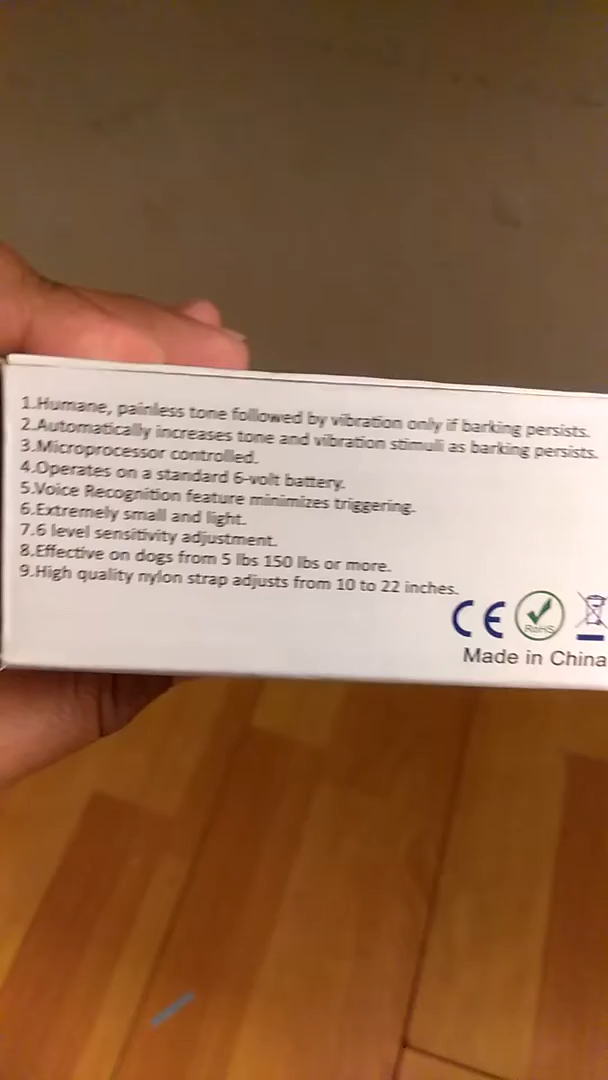 1.Humane, painless tone followed by vibration only if barking persists.
2.Automatically increases tone and vibration stimuli as barking persists.
3.Microprocessor controlled.
4.Operates on a standard 6-volt battery.
5.Voice Recognition feature minimizes triggering.
6.Extremely small and light.
7.6 level sensitivity adjustment.
8.Effective on dogs from 5 lbs 150 lbs or more.
9.High quality nylon strap adjusts from 10 to 22 inches.
CE RoHS
Made in China